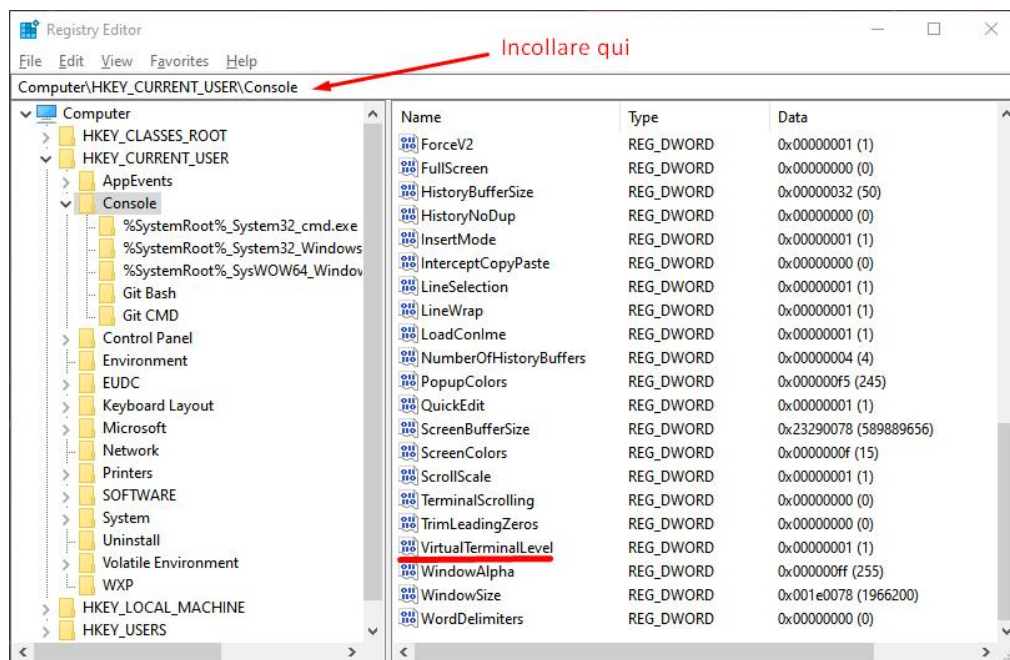 Registry Editor
File Edit View Favorites Help
Incollare qui
Computer\HKEY_CURRENT_USER\Console
Computer
HKEY_CLASSES_ROOT
HKEY_CURRENT_USER
AppEvents
Console
%SystemRoot%_System32_cmd.exe
%SystemRoot%_System32_Windows
%SystemRoot%_SysWOW64_Window
Git Bash
Git CMD
Control Panel
Environment
EUDC
Keyboard Layout
Microsoft
Network
Printers
SOFTWARE
System
Uninstall
Volatile Environment
WXP
HKEY_LOCAL_MACHINE
HKEY_USERS
Name Type Data
ForceV2 REG_DWORD 0x00000001 (1)
FullScreen REG_DWORD 0x00000000 (0)
HistoryBufferSize REG_DWORD 0x00000032 (50)
HistoryNoDup REG_DWORD 0x00000000 (0)
InsertMode REG_DWORD 0x00000001 (1)
InterceptCopyPaste REG_DWORD 0x00000000 (0)
LineSelection REG_DWORD 0x00000001 (1)
LineWrap REG_DWORD 0x00000001 (1)
LoadConIme REG_DWORD 0x00000001 (1)
NumberOfHistoryBuffers REG_DWORD 0x00000004 (4)
PopupColors REG_DWORD 0x000000f5 (245)
QuickEdit REG_DWORD 0x00000001 (1)
ScreenBufferSize REG_DWORD 0x23290078 (589889656)
ScreenColors REG_DWORD 0x0000000f (15)
ScrollScale REG_DWORD 0x00000001 (1)
TerminalScrolling REG_DWORD 0x00000000 (0)
TrimLeadingZeros REG_DWORD 0x00000000 (0)
VirtualTerminalLevel REG_DWORD 0x00000001 (1)
WindowAlpha REG_DWORD 0x000000ff (255)
WindowSize REG_DWORD 0x001e0078 (1966200)
WordDelimiters REG_DWORD 0x00000000 (0)